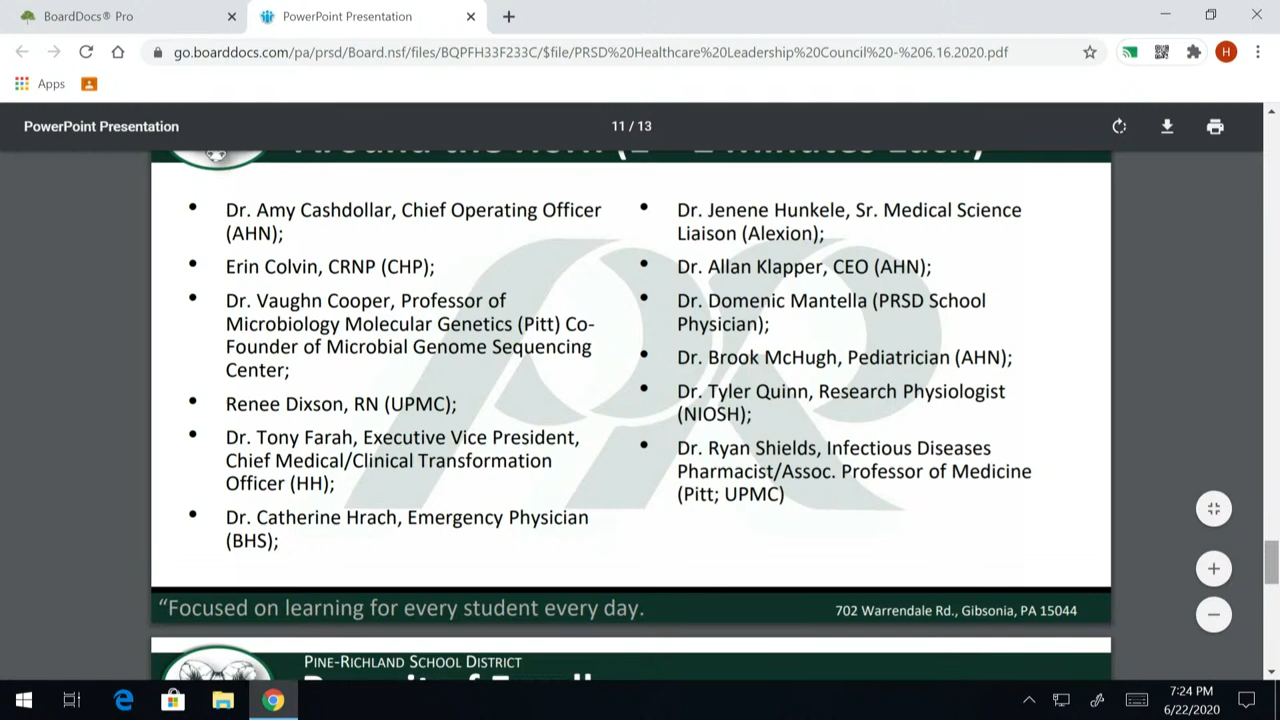 BoardDocs® Pro
PowerPoint Presentation
go.boarddocs.com/pa/prsd/Board.nsf/files/BQPFH33F233C/$file/PRSD%20Healthcare%20Leadership%20Council%20-%206.16.2020.pdf
H
Apps
PowerPoint Presentation
11 / 13
• Dr. Amy Cashdollar, Chief Operating Officer
(AHN);
• Erin Colvin, CRNP (CHP);
• Dr. Vaughn Cooper, Professor of
Microbiology Molecular Genetics (Pitt) Co-
Founder of Microbial Genome Sequencing
Center;
• Renee Dixson, RN (UPMC);
• Dr. Tony Farah, Executive Vice President,
Chief Medical/Clinical Transformation
Officer (HH);
• Dr. Catherine Hrach, Emergency Physician
(BHS);
• Dr. Jenene Hunkele, Sr. Medical Science
Liaison (Alexion);
• Dr. Allan Klapper, CEO (AHN);
• Dr. Domenic Mantella (PRSD School
Physician);
• Dr. Brook McHugh, Pediatrician (AHN);
• Dr. Tyler Quinn, Research Physiologist
(NIOSH);
• Dr. Ryan Shields, Infectious Diseases
Pharmacist/Assoc. Professor of Medicine
(Pitt; UPMC)
“Focused on learning for every student every day.
702 Warrendale Rd., Gibsonia, PA 15044
PINE-RICHLAND SCHOOL DISTRICT
7:24 PM
6/22/2020